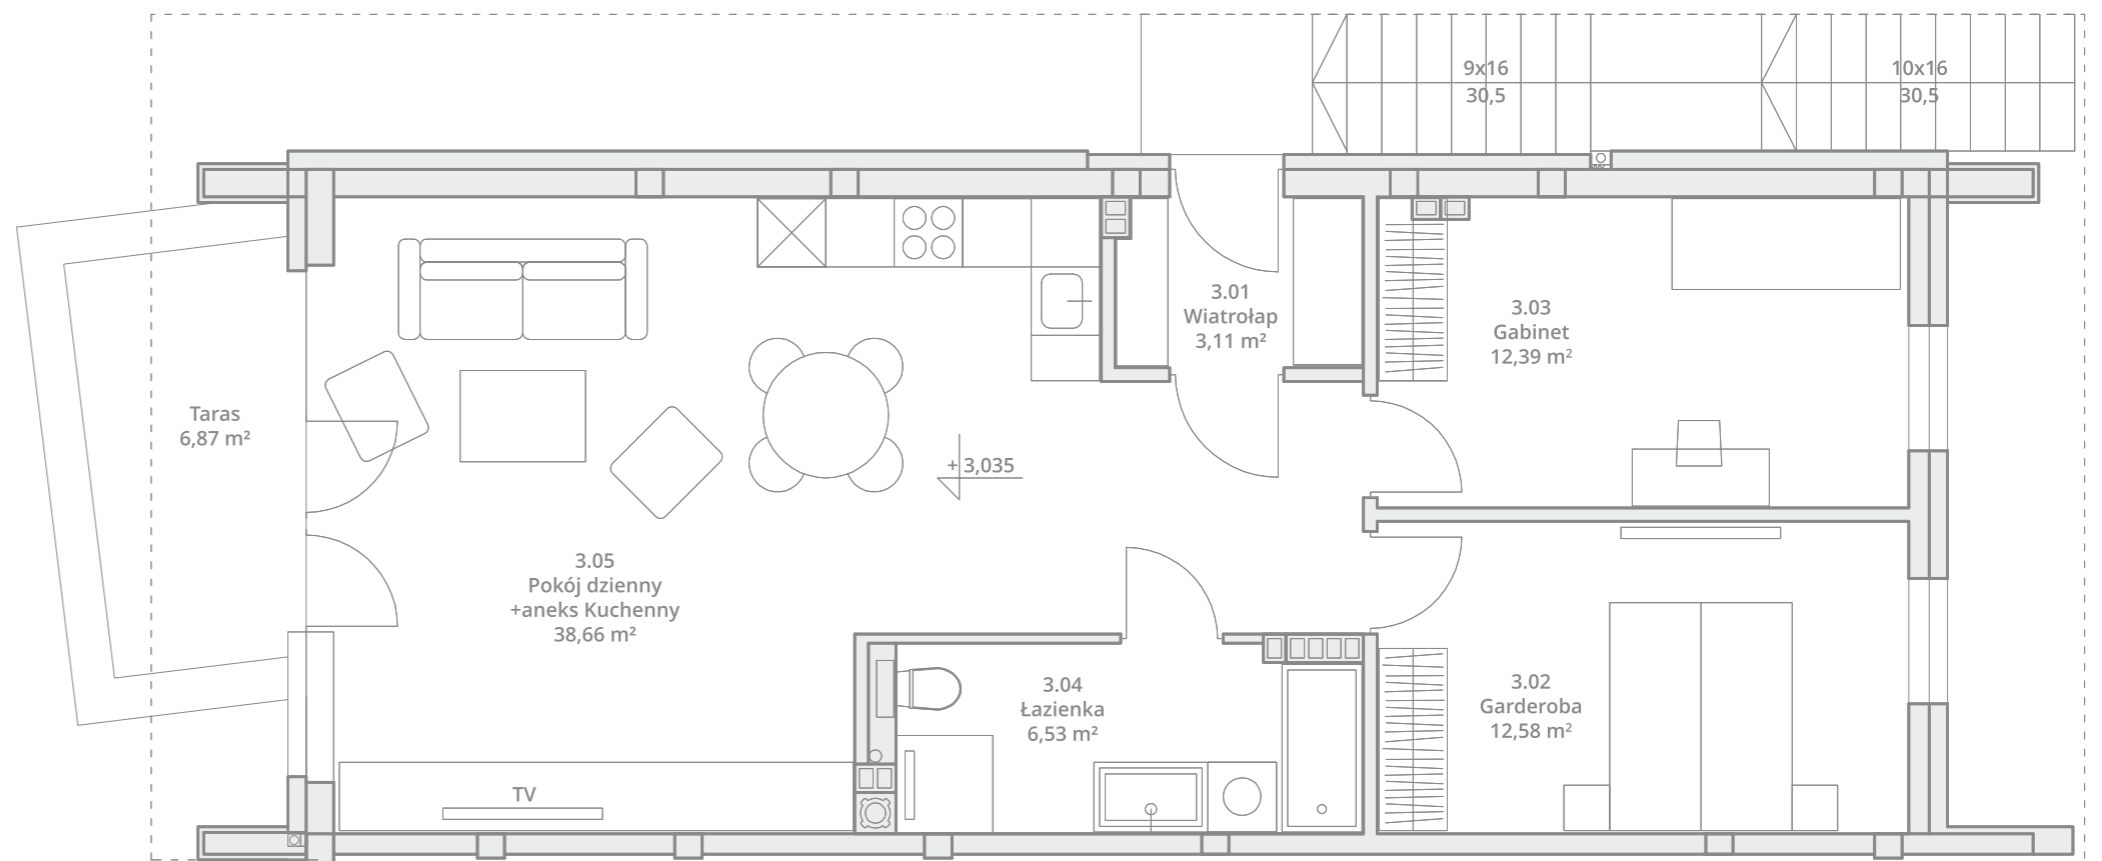 9x16
30,5
10x16
30,5
3.01
Wiatrołap
3,11 m²
3.03
Gabinet
12,39 m²
Taras
6,87 m²
+ 3,035
3.05
Pokój dzienny
+aneks Kuchenny
38,66 m²
3.04
Łazienka
6,53 m²
3.02
Garderoba
12,58 m²
TV